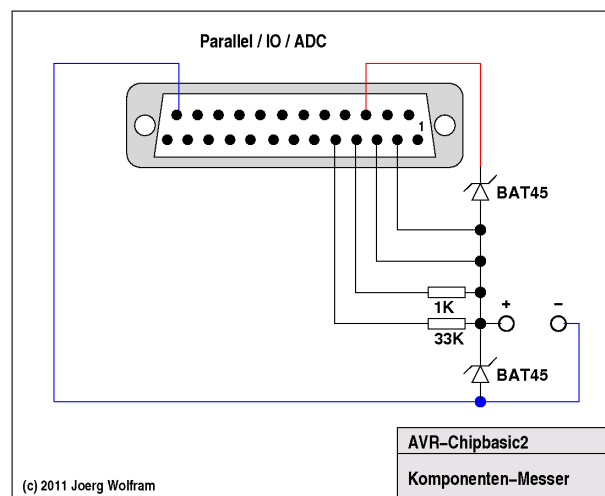 Parallel / IO / ADC
1
BAT45
1K
+ −
33K
BAT45
AVR−Chipbasic2
Komponenten−Messer
(c) 2011 Joerg Wolfram